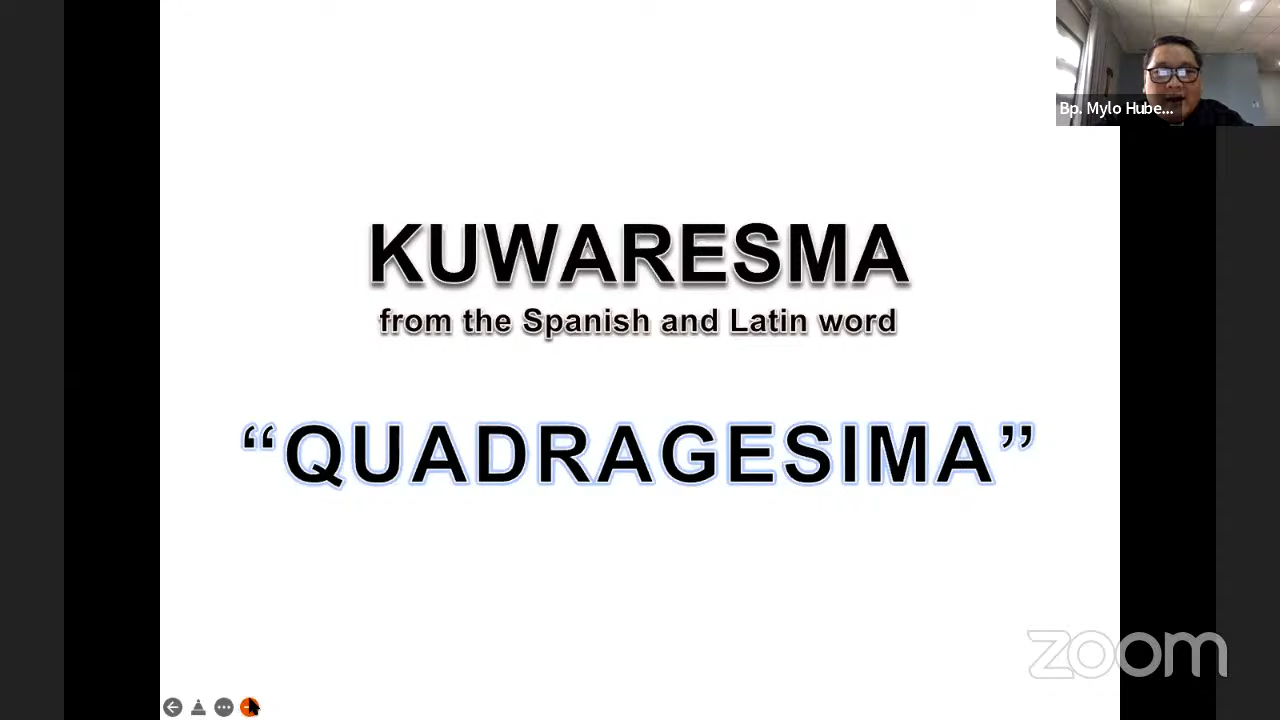 Bp. Mylo Hube...
KUWARESMA
from the Spanish and Latin word
“QUADRAGESIMA”
zoom